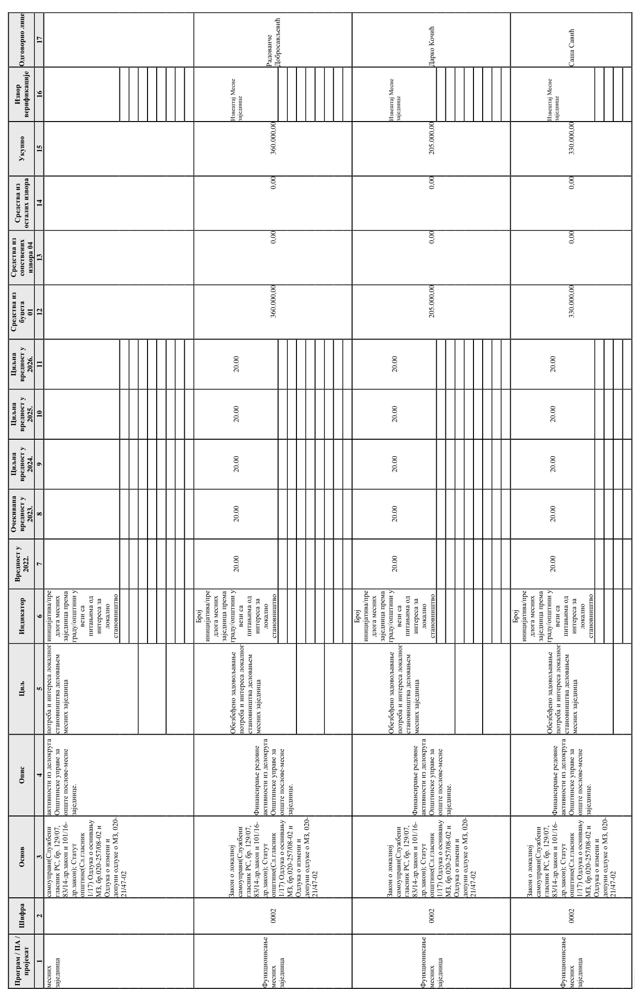 Програм / ПА /
пројекат
Шифра
Основ
Опис
Циљ
Индикатор
Вредност у
2022.
Очекивана
вредност у
2023.
Циљна
вредност у
2024.
Циљна
вредност у
2025.
Циљна
вредност у
2026.
Средства из
буџета
01
Средства из
сопствених
извора 04
Средства из
осталих извора
Укупно
Извор
верификације
Одговорно лице
1
2
3
4
5
6
7
8
9
10
11
12
13
14
15
16
17
месних
заједница
самоуправи(Службени
гласник РС, бр. 129/07,
83/14-др.закон и 101/16-
др.закон); Статут
општине(Сл.гласник
1/17) Одлука о оснивању
МЗ, бр.020-257/08-02 и
Одлука о измени и
допуни одлуке о МЗ, 020-
21/47-02
активности из делокруга
Општинске управе за
опште послове-месне
заједнице.
потреба и интереса локалног
становништва деловањем
месних заједница
иницијатива/пре
длога месних
заједница према
граду/општини у
вези са
питањима од
интереса за
локално
становништво
Функционисање
месних
заједница
0002
Закон о локалној
самоуправи(Службени
гласник РС, бр. 129/07,
83/14-др.закон и 101/16-
др.закон); Статут
општине(Сл.гласник
1/17) Одлука о оснивању
МЗ, бр.020-257/08-02 и
Одлука о измени и
допуни одлуке о МЗ, 020-
21/47-02
Финансирање редовне
активности из делокруга
Општинске управе за
опште послове-месне
заједнице.
Обезбеђено задовољавање
потреба и интереса локалног
становништва деловањем
месних заједница
Број
иницијатива/пре
длога месних
заједница према
граду/општини у
вези са
питањима од
интереса за
локално
становништво
20.00
20.00
20.00
20.00
20.00
360.000,00
0,00
0,00
360.000,00
Извештај Месне
заједнице
Радованче
Добросављевић
Функционисање
месних
заједница
0002
Закон о локалној
самоуправи(Службени
гласник РС, бр. 129/07,
83/14-др.закон и 101/16-
др.закон); Статут
општине(Сл.гласник
1/17) Одлука о оснивању
МЗ, бр.020-257/08-02 и
Одлука о измени и
допуни одлуке о МЗ, 020-
21/47-02
Финансирање редовне
активности из делокруга
Општинске управе за
опште послове-месне
заједнице.
Обезбеђено задовољавање
потреба и интереса локалног
становништва деловањем
месних заједница
Број
иницијатива/пре
длога месних
заједница према
граду/општини у
вези са
питањима од
интереса за
локално
становништво
20.00
20.00
20.00
20.00
20.00
205.000,00
0,00
0,00
205.000,00
Извештај Месне
заједнице
Дарко Кочић
Функционисање
месних
заједница
0002
Закон о локалној
самоуправи(Службени
гласник РС, бр. 129/07,
83/14-др.закон и 101/16-
др.закон); Статут
општине(Сл.гласник
1/17) Одлука о оснивању
МЗ, бр.020-257/08-02 и
Одлука о измени и
допуни одлуке о МЗ, 020-
21/47-02
Финансирање редовне
активности из делокруга
Општинске управе за
опште послове-месне
заједнице.
Обезбеђено задовољавање
потреба и интереса локалног
становништва деловањем
месних заједница
Број
иницијатива/пре
длога месних
заједница према
граду/општини у
вези са
питањима од
интереса за
локално
становништво
20.00
20.00
20.00
20.00
20.00
330.000,00
0,00
0,00
330.000,00
Извештај Месне
заједнице
Саша Савић